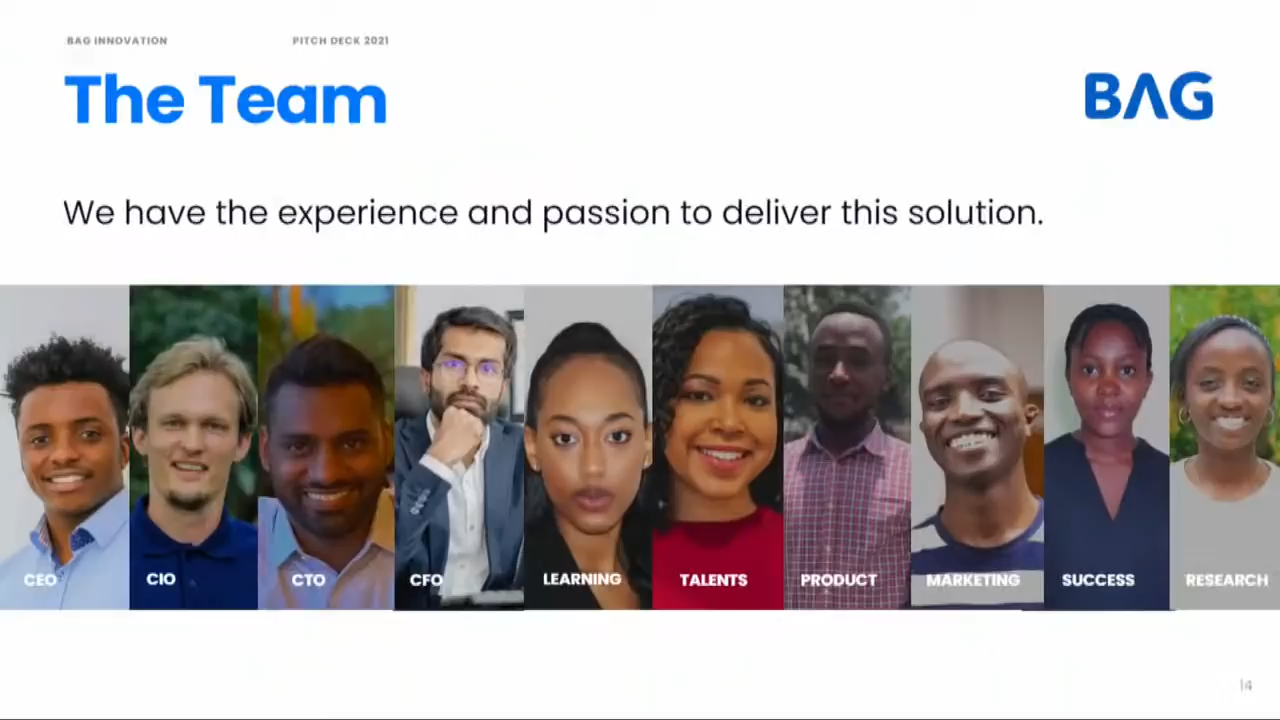 BAG INNOVATION PITCH DECK 2021
The Team
BAG
We have the experience and passion to deliver this solution.
CEO CIO CTO CFO LEARNING TALENTS PRODUCT MARKETING SUCCESS RESEARCH
14